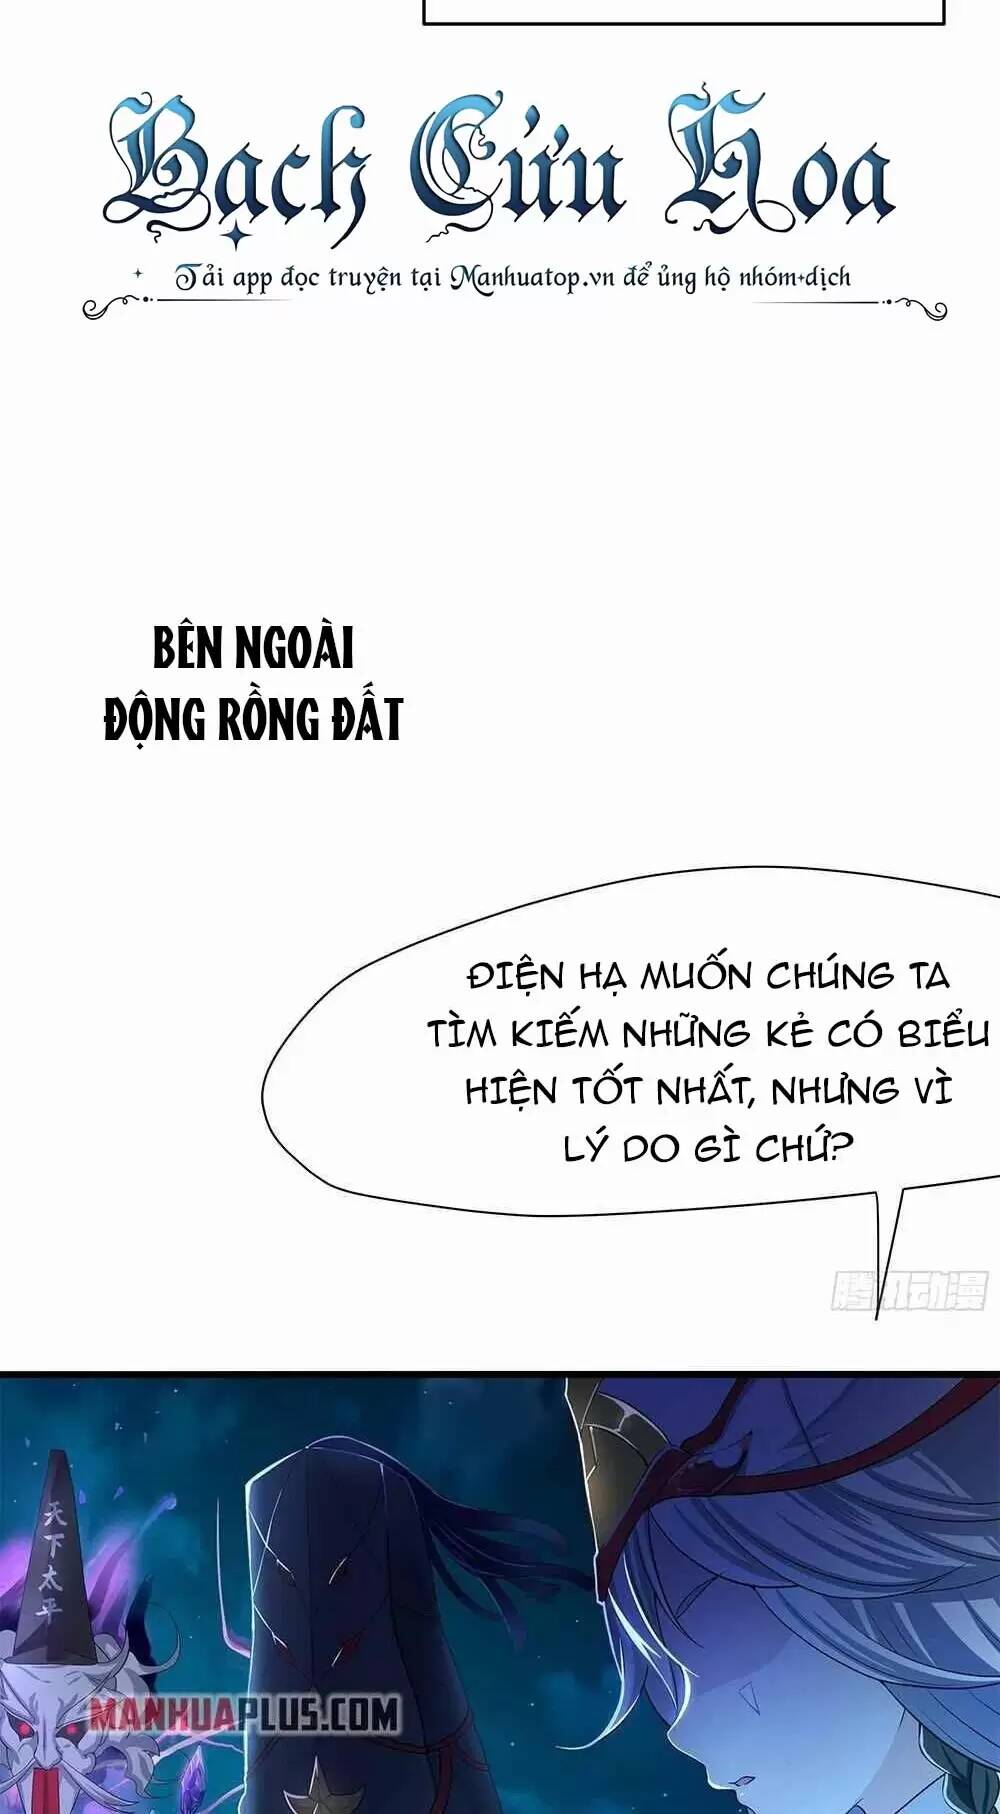 Bạch Cửu Hoa
Tải app đọc truyện tại Manhuatop.vn để ủng hộ nhóm dịch
BÊN NGOÀI
ĐỘNG RỒNG ĐẤT
ĐIỆN HẠ MUỐN CHÚNG TA
TÌM KIẾM NHỮNG KẺ CÓ BIỂU
HIỆN TỐT NHẤT, NHƯNG VÌ
LÝ DO GÌ CHỨ?
腾讯动漫
天下太平
MANHUAPLUS.COM